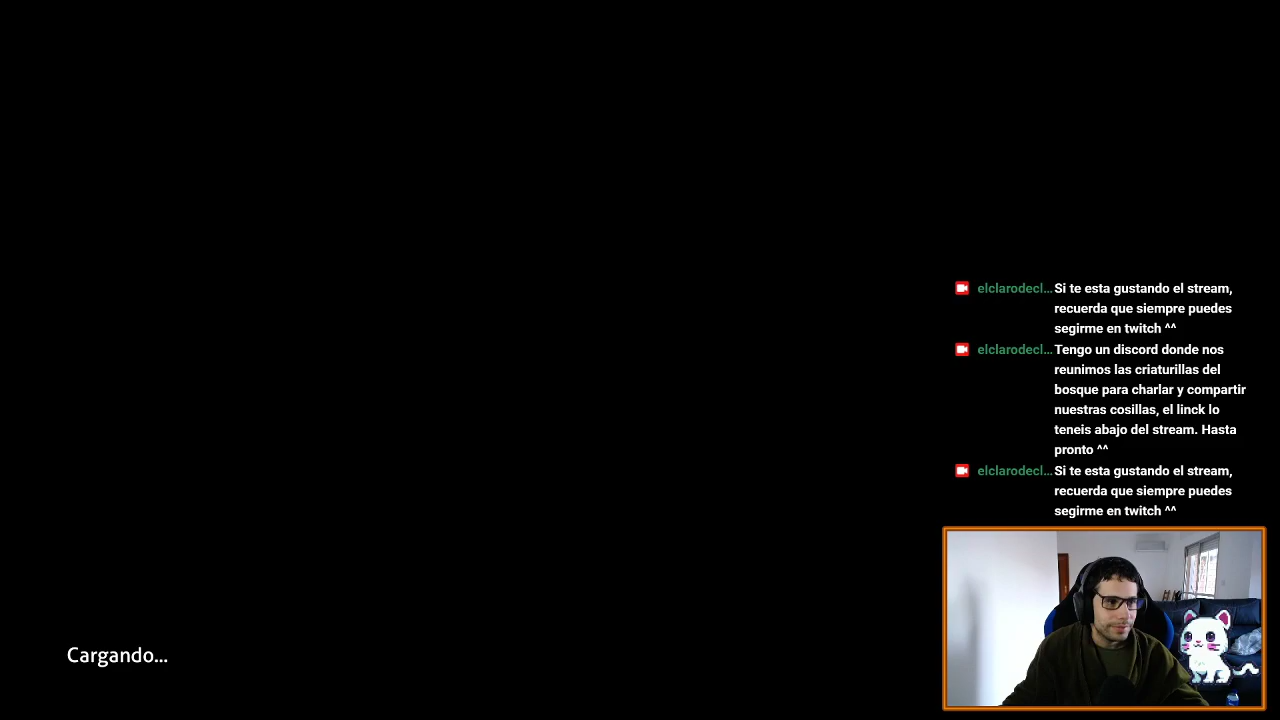 elclarodecl... Si te esta gustando el stream,
recuerda que siempre puedes
segirme en twitch ^^
elclarodecl... Tengo un discord donde nos
reunimos las criaturillas del
bosque para charlar y compartir
nuestras cosillas, el linck lo
teneis abajo del stream. Hasta
pronto ^^
elclarodecl... Si te esta gustando el stream,
recuerda que siempre puedes
segirme en twitch ^^
Cargando...